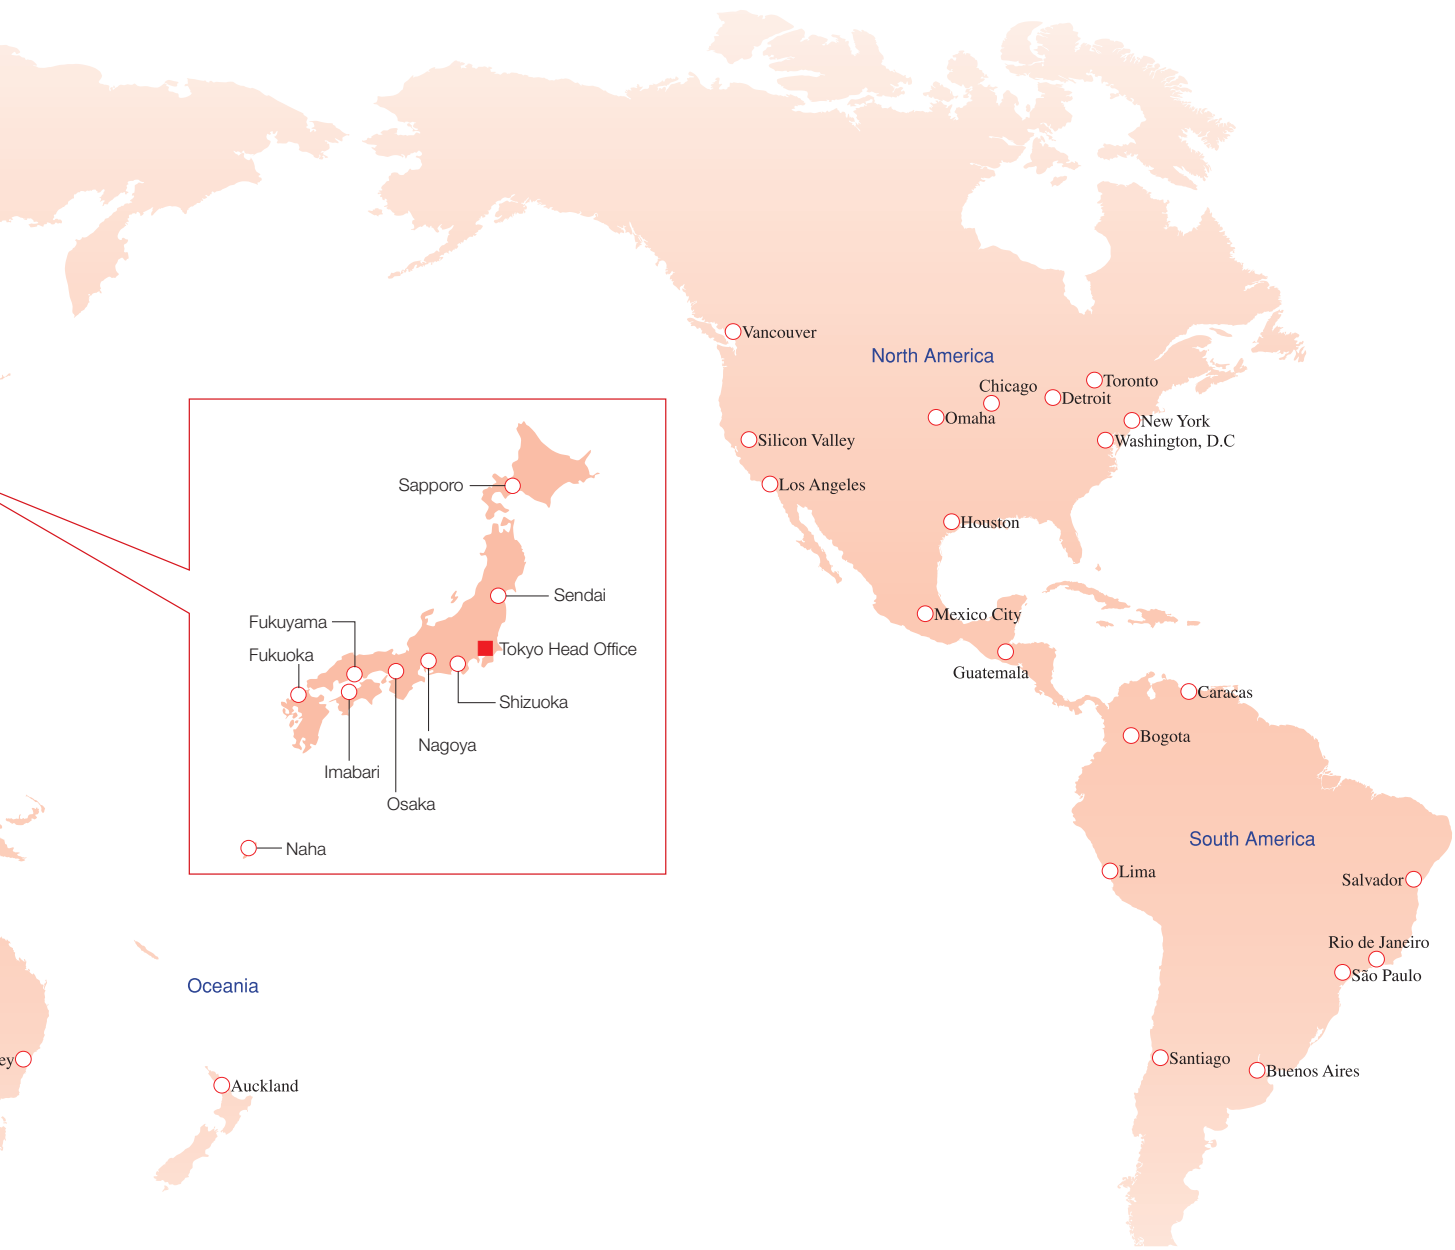 Vancouver
North America
Toronto
Chicago
Detroit
Omaha
New York
Silicon Valley
Washington, D.C
Los Angeles
Houston
Mexico City
Guatemala
Caracas
Bogota
South America
Lima
Salvador
Rio de Janeiro
São Paulo
Santiago
Buenos Aires
Sapporo
Sendai
Fukuyama
Fukuoka
Tokyo Head Office
Shizuoka
Nagoya
Imabari
Osaka
Naha
Oceania
ey
Auckland